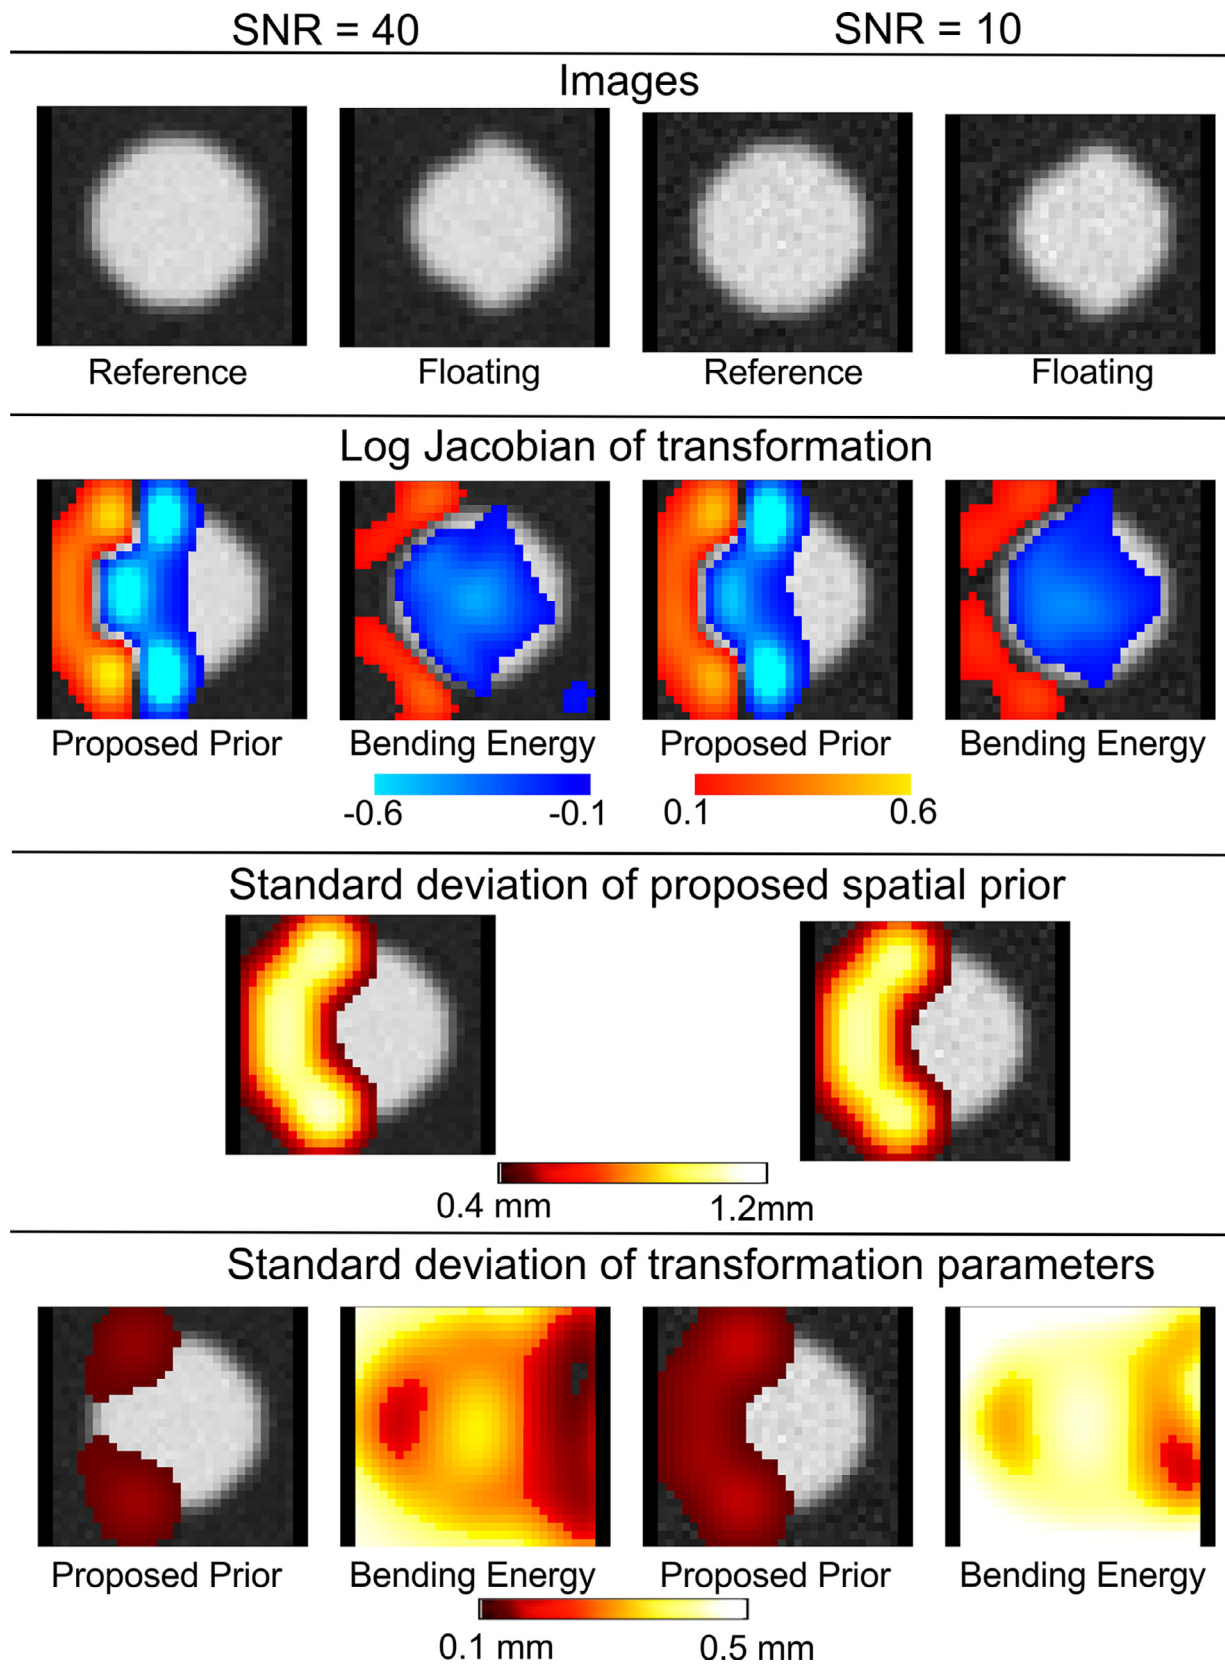 SNR = 40 SNR = 10
Images
Reference Floating Reference Floating
Log Jacobian of transformation
Proposed Prior Bending Energy Proposed Prior Bending Energy
-0.6 -0.1 0.1 0.6
Standard deviation of proposed spatial prior
0.4 mm 1.2mm
Standard deviation of transformation parameters
Proposed Prior Bending Energy Proposed Prior Bending Energy
0.1 mm 0.5 mm